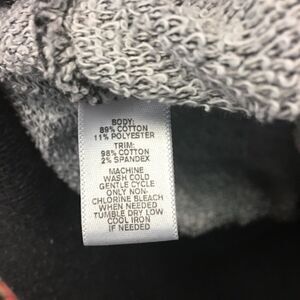 BODY:
89% COTTON
11% POLYESTER
TRIM:
98% COTTON
2% SPANDEX
MACHINE
WASH COLD
GENTLE CYCLE
ONLY NON-
CHLORINE BLEACH
WHEN NEEDED
TUMBLE DRY LOW
COOL IRON
IF NEEDED